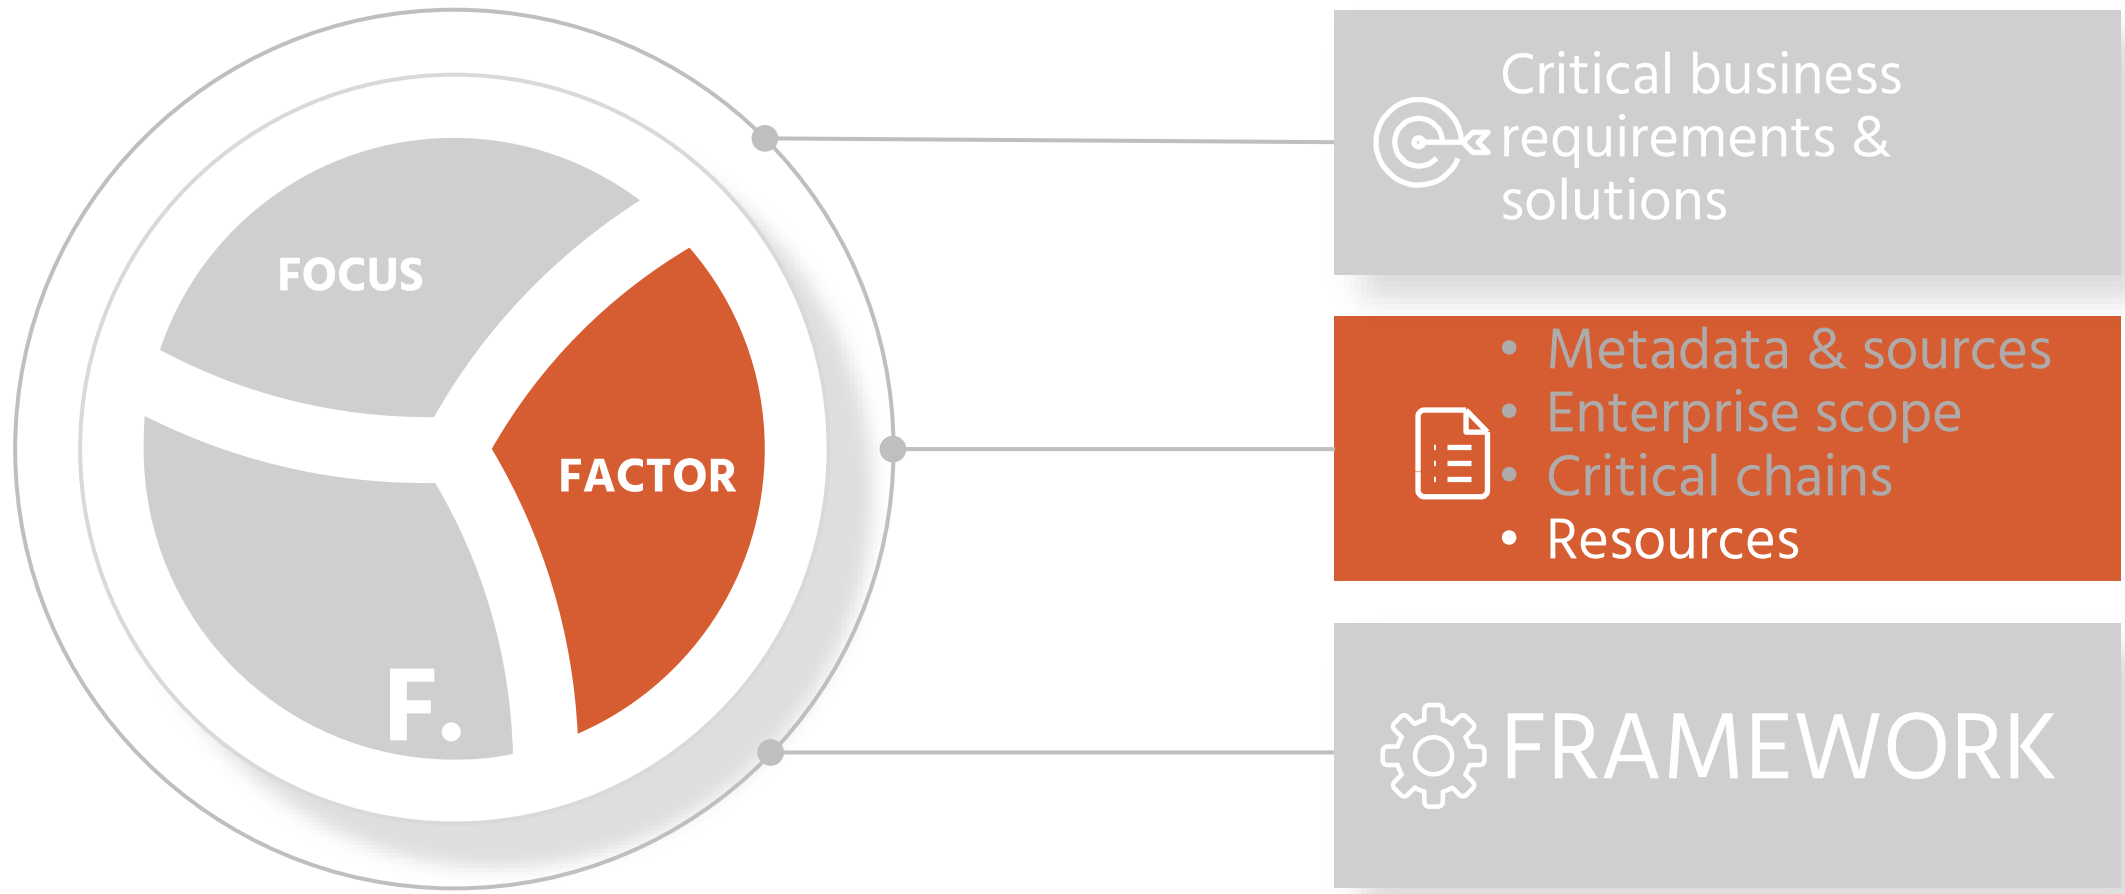 FOCUS
FACTOR
F.
Critical business
requirements &
solutions
• Metadata & sources
• Enterprise scope
• Critical chains
• Resources
FRAMEWORK